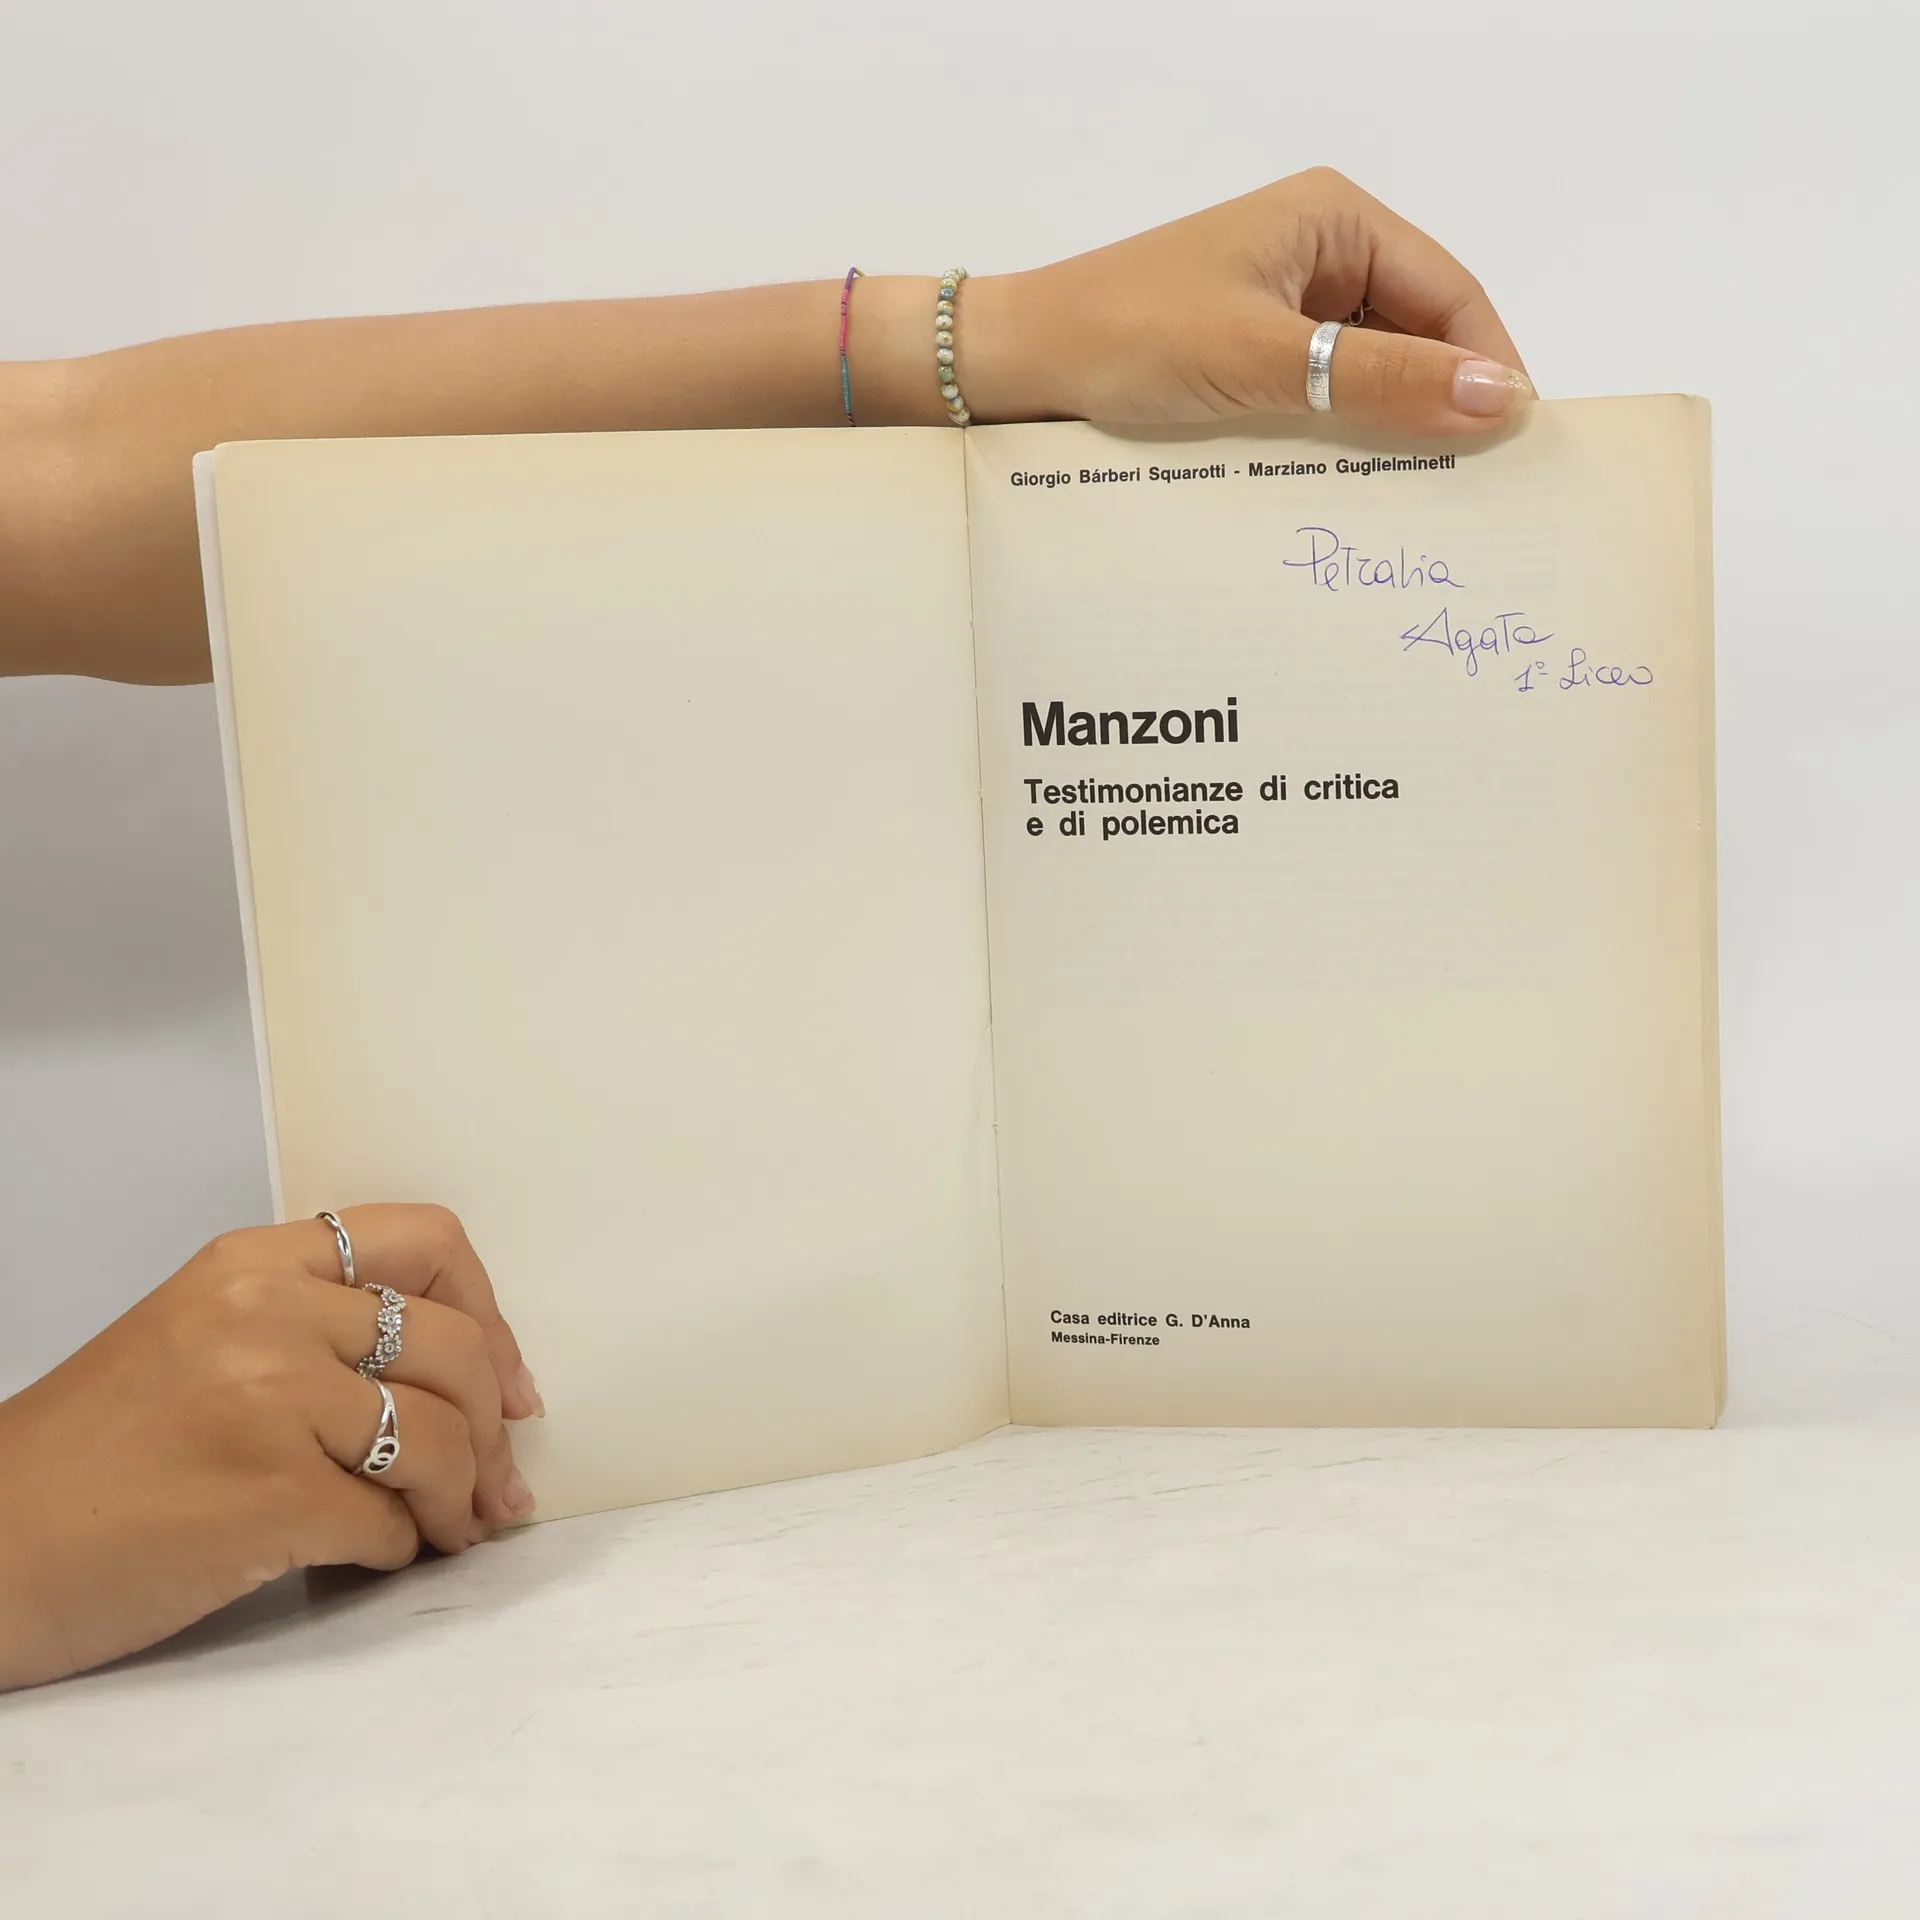 Giorgio Bárberi Squarotti - Marziano Guglielminetti
Petralia
Agata
1º Liceo
Manzoni
Testimonianze di critica
e di polemica
Casa editrice G. D'Anna
Messina-Firenze